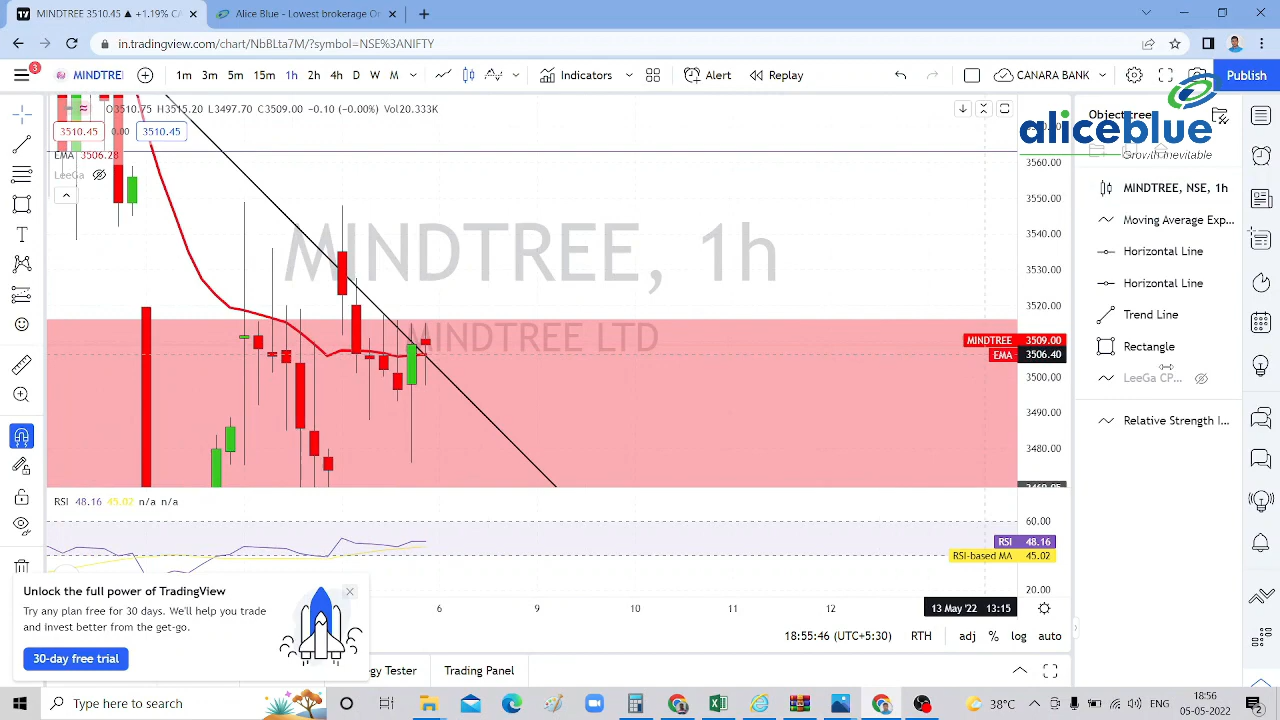 MINDTREE 3510.45 ▲ +1.19% CA
Alice Blue - Lowest brokerage On
in.tradingview.com/chart/NbBLta7M/?symbol=NSE%3ANIFTY
3
MINDTREE
1m 3m 5m 15m 1h 2h 4h D W M
Indicators
Alert
Replay
CANARA BANK
Publish
O3510.75 H3515.20 L3497.70 C3509.00 -0.10 (-0.00%) Vol20.333K
3510.45 0.00 3510.45
EMA 3506.28
LeeGa
MINDTREE, 1h
MINDTREE LTD
3560.00
3550.00
3540.00
3530.00
3520.00
MINDTREE 3509.00
EMA 3506.40
3500.00
3490.00
3480.00
RSI 48.16 45.02 n/a n/a
60.00
RSI 48.16
RSI-based MA 45.02
20.00
6 9 10 11 12
13 May '22 13:15
18:55:46 (UTC+5:30) RTH adj % log auto
Object tree
aliceblue
Growth Inevitable
MINDTREE, NSE, 1h
Moving Average Exp...
Horizontal Line
Horizontal Line
Trend Line
Rectangle
LeeGa CP...
Relative Strength I...
Unlock the full power of TradingView
Try any plan free for 30 days. We'll help you trade
and invest better from the get-go.
30-day free trial
gy Tester
Trading Panel
Type here to search
38°C
ENG
18:56
05-05-2022
2